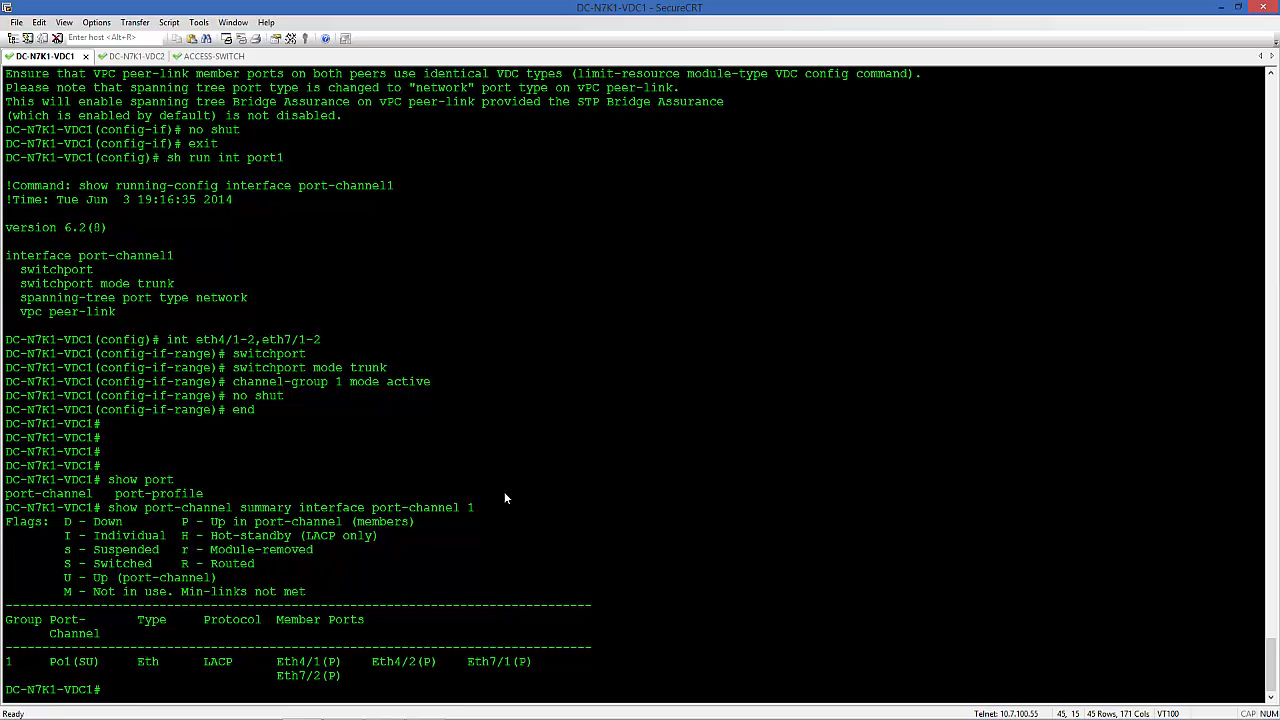 DC-N7K1-VDC1 - SecureCRT
File Edit View Options Transfer Script Tools Window Help
Enter host <Alt+R>
DC-N7K1-VDC1 DC-N7K1-VDC2 ACCESS-SWITCH
Ensure that VPC peer-link member ports on both peers use identical VDC types (limit-resource module-type VDC config command).
Please note that spanning tree port type is changed to "network" port type on vPC peer-link.
This will enable spanning tree Bridge Assurance on vPC peer-link provided the STP Bridge Assurance
(which is enabled by default) is not disabled.
DC-N7K1-VDC1(config-if)# no shut
DC-N7K1-VDC1(config-if)# exit
DC-N7K1-VDC1(config)# sh run int port1
!Command: show running-config interface port-channel1
!Time: Tue Jun  3 19:16:35 2014
version 6.2(8)
interface port-channel1
  switchport
  switchport mode trunk
  spanning-tree port type network
  vpc peer-link
DC-N7K1-VDC1(config)# int eth4/1-2,eth7/1-2
DC-N7K1-VDC1(config-if-range)# switchport
DC-N7K1-VDC1(config-if-range)# switchport mode trunk
DC-N7K1-VDC1(config-if-range)# channel-group 1 mode active
DC-N7K1-VDC1(config-if-range)# no shut
DC-N7K1-VDC1(config-if-range)# end
DC-N7K1-VDC1#
DC-N7K1-VDC1#
DC-N7K1-VDC1#
DC-N7K1-VDC1#
DC-N7K1-VDC1# show port
port-channel   port-profile
DC-N7K1-VDC1# show port-channel summary interface port-channel 1
Flags:  D - Down        P - Up in port-channel (members)
        I - Individual  H - Hot-standby (LACP only)
        s - Suspended   r - Module-removed
        S - Switched    R - Routed
        U - Up (port-channel)
        M - Not in use. Min-links not met
--------------------------------------------------------------------------------
Group Port-       Type     Protocol  Member Ports
      Channel
--------------------------------------------------------------------------------
1     Po1(SU)     Eth      LACP      Eth4/1(P)    Eth4/2(P)    Eth7/1(P)
                                     Eth7/2(P)
DC-N7K1-VDC1#
Ready Telnet: 10.7.100.55 45, 15 45 Rows, 171 Cols VT100 CAP NUM